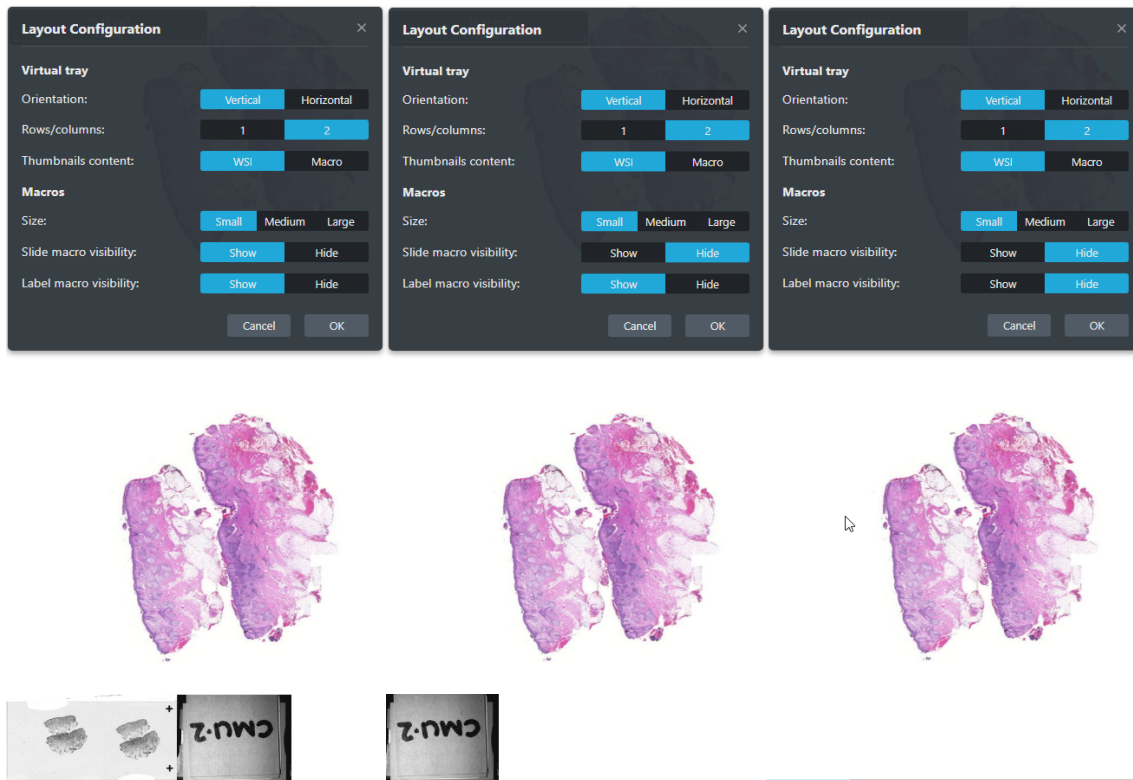 Layout Configuration
Virtual tray
Orientation: Vertical Horizontal
Rows/columns: 1 2
Thumbnails content: WSI Macro
Macros
Size: Small Medium Large
Slide macro visibility: Show Hide
Label macro visibility: Show Hide
Cancel OK
Layout Configuration
Virtual tray
Orientation: Vertical Horizontal
Rows/columns: 1 2
Thumbnails content: WSI Macro
Macros
Size: Small Medium Large
Slide macro visibility: Show Hide
Label macro visibility: Show Hide
Cancel OK
Layout Configuration
Virtual tray
Orientation: Vertical Horizontal
Rows/columns: 1 2
Thumbnails content: WSI Macro
Macros
Size: Small Medium Large
Slide macro visibility: Show Hide
Label macro visibility: Show Hide
Cancel OK
CMU-2
CMU-2